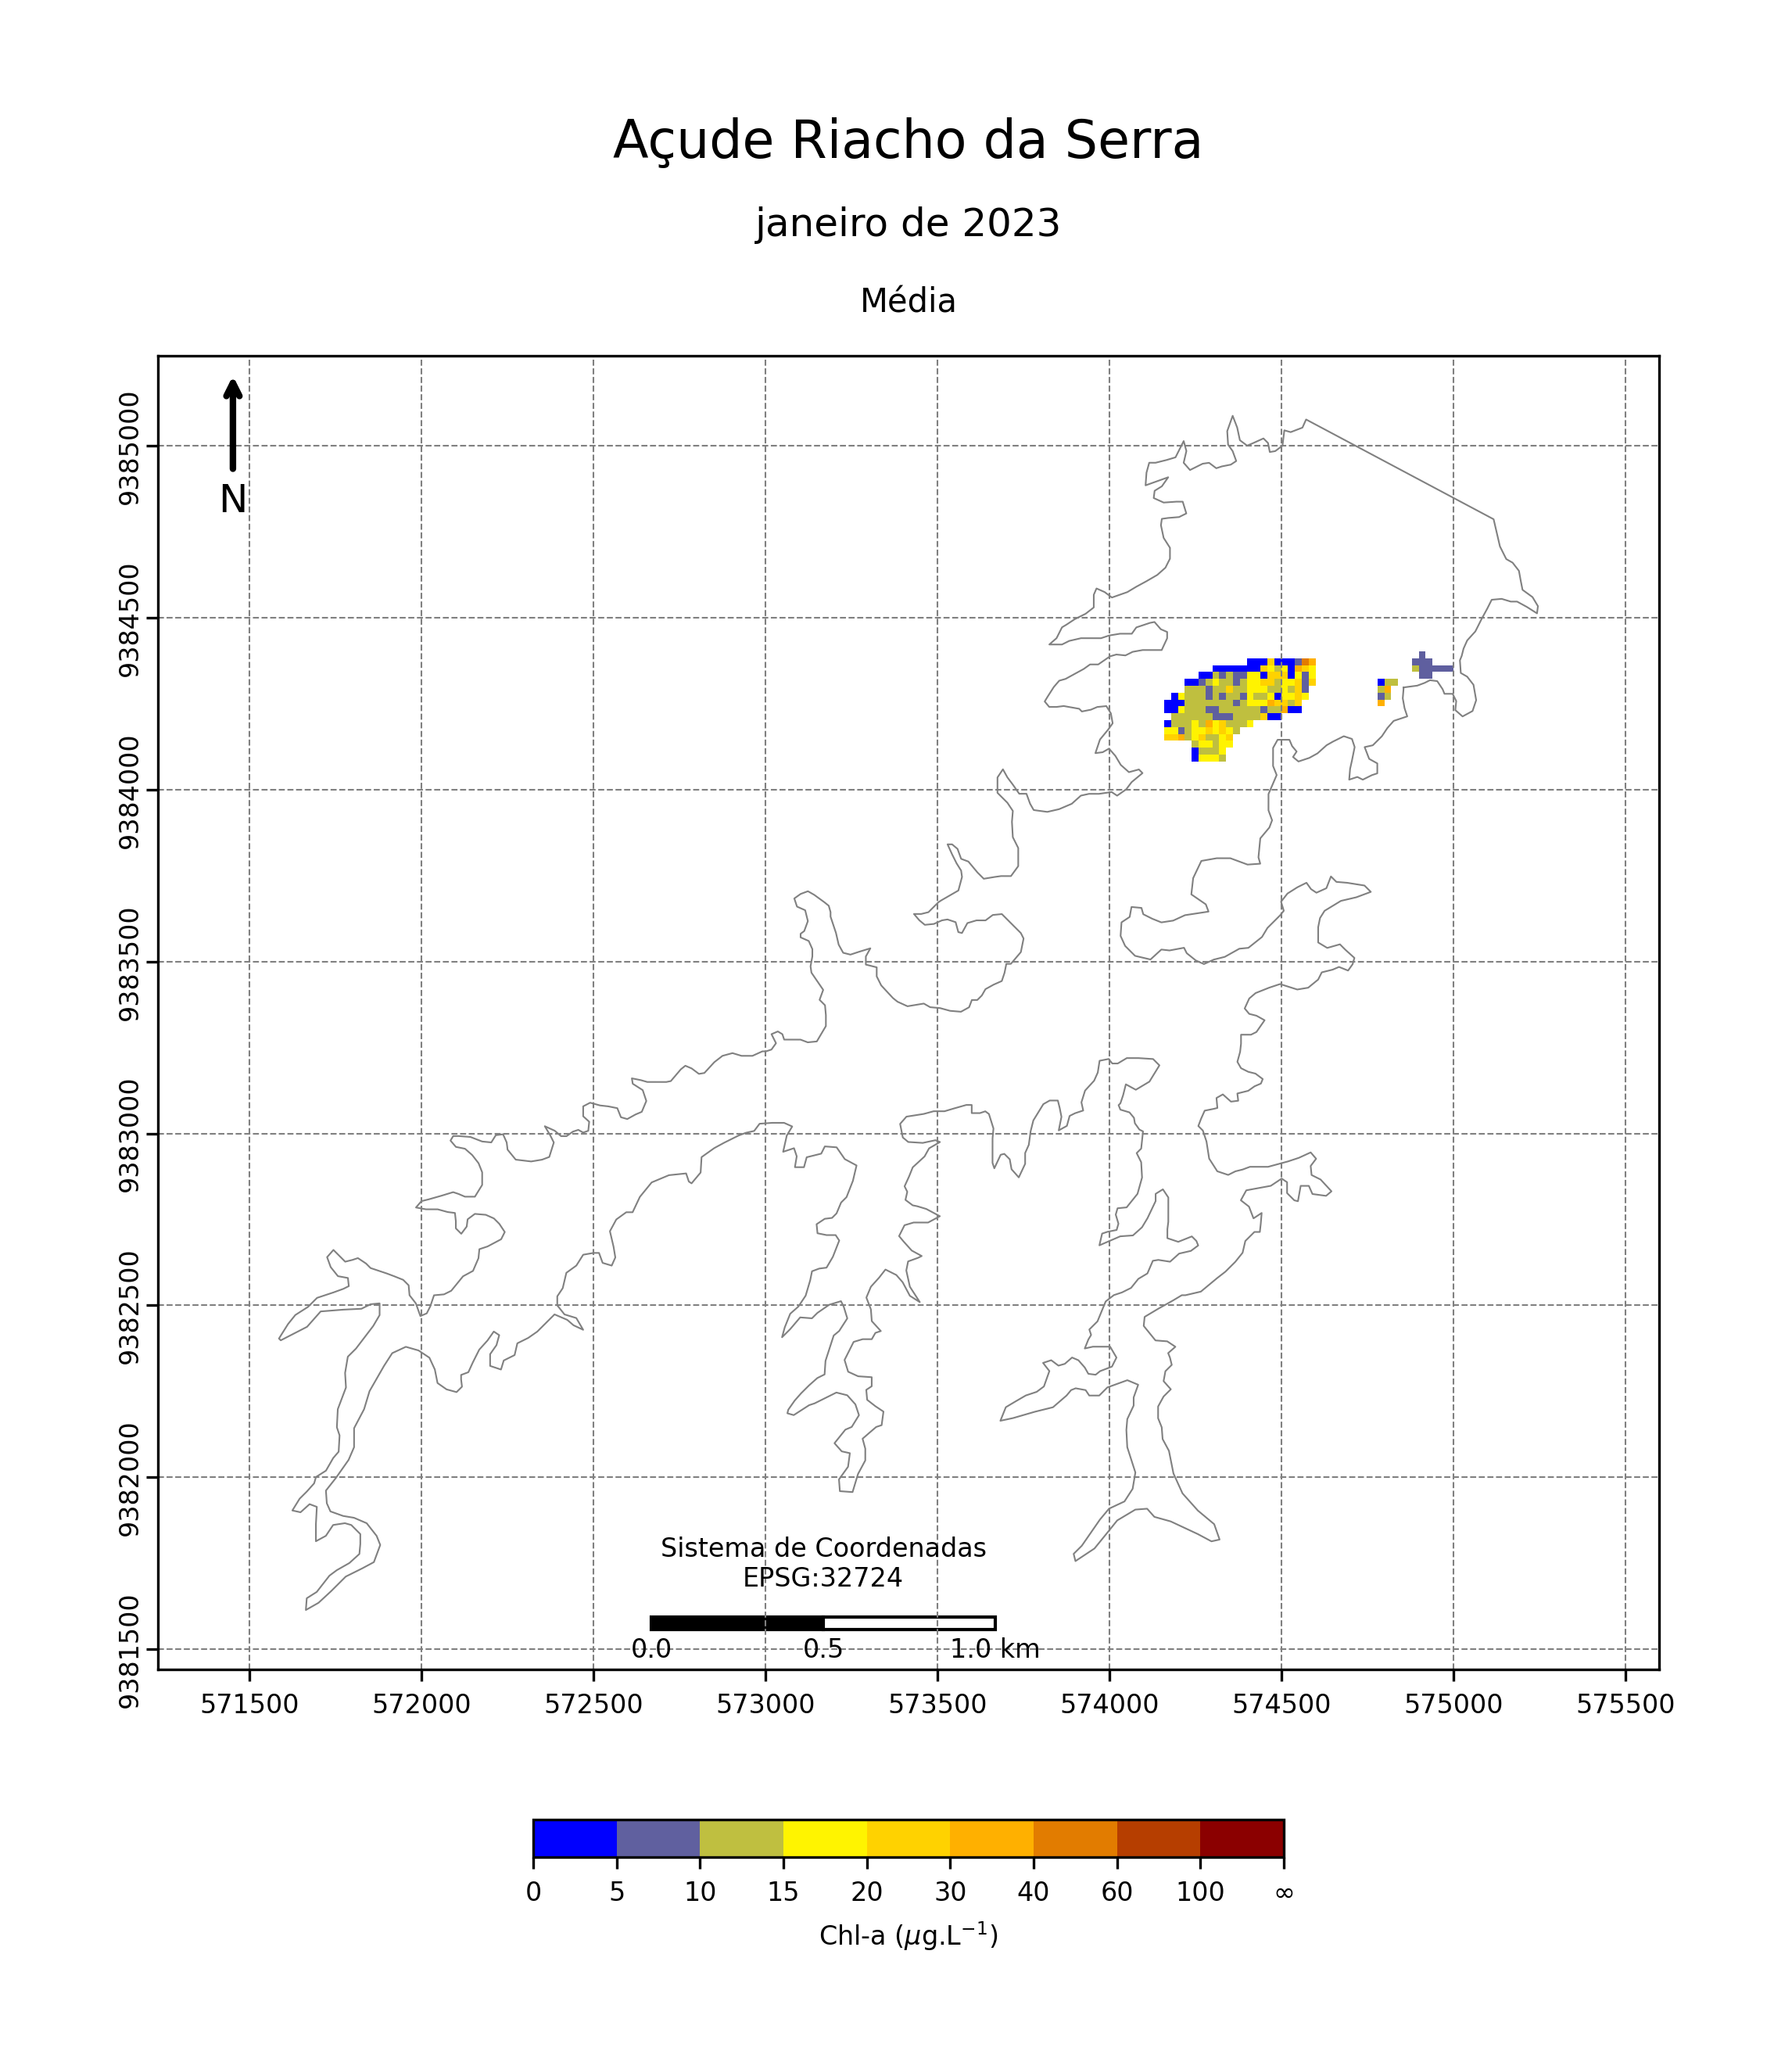 Açude Riacho da Serra
janeiro de 2023
Média
N
9385000
9384500
9384000
9383500
9383000
9382500
9382000
9381500
Sistema de Coordenadas
EPSG:32724
0.0 0.5 1.0 km
571500 572000 572500 573000 573500 574000 574500 575000 575500
0 5 10 15 20 30 40 60 100 ∞
Chl-a (μg.L⁻¹)